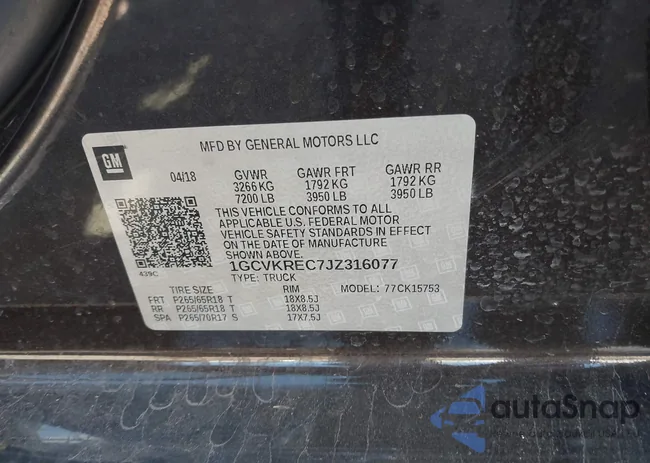 MFD BY GENERAL MOTORS LLC
GM
04/18 GVWR GAWR FRT GAWR RR
3266 KG 1792 KG 1792 KG
7200 LB 3950 LB 3950 LB
THIS VEHICLE CONFORMS TO ALL
APPLICABLE U.S. FEDERAL MOTOR
VEHICLE SAFETY STANDARDS IN EFFECT
ON THE DATE OF MANUFACTURE
SHOWN ABOVE.
439C 1GCVKREC7JZ316077
TYPE: TRUCK MODEL: 77CK15753
TIRE SIZE RIM
FRT P265/65R18 T 18X8.5J
RR P265/65R18 T 18X8.5J
SPA P265/70R17 S 17X7.5J
autoSnap